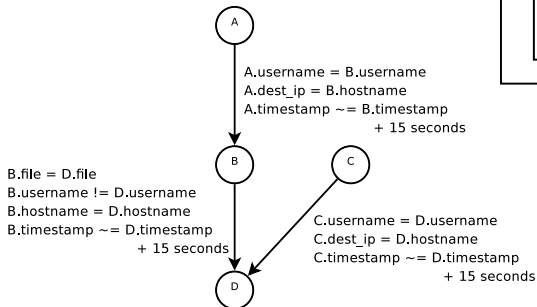 A
A.username = B.username
A.dest_ip = B.hostname
A.timestamp ~= B.timestamp
+ 15 seconds
B
C
B.file = D.file
B.username != D.username
B.hostname = D.hostname
B.timestamp ~= D.timestamp
+ 15 seconds
C.username = D.username
C.dest_ip = D.hostname
C.timestamp ~= D.timestamp
+ 15 seconds
D